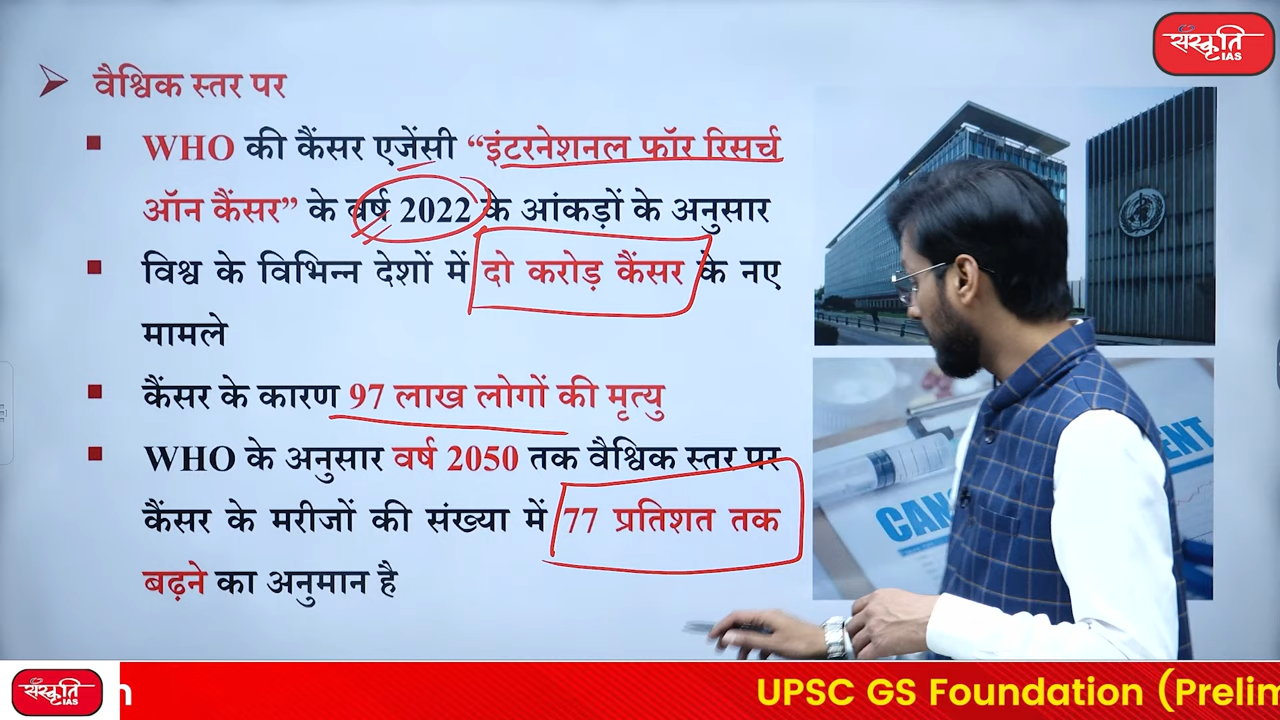 संस्कृति
IAS
वैश्विक स्तर पर
WHO की कैंसर एजेंसी “इंटरनेशनल फॉर रिसर्च
ऑन कैंसर” के वर्ष 2022 के आंकड़ों के अनुसार
विश्व के विभिन्न देशों में दो करोड़ कैंसर के नए
मामले
कैंसर के कारण 97 लाख लोगों की मृत्यु
WHO के अनुसार वर्ष 2050 तक वैश्विक स्तर पर
कैंसर के मरीजों की संख्या में 77 प्रतिशत तक
बढ़ने का अनुमान है
संस्कृति
IAS
UPSC GS Foundation (Prelim